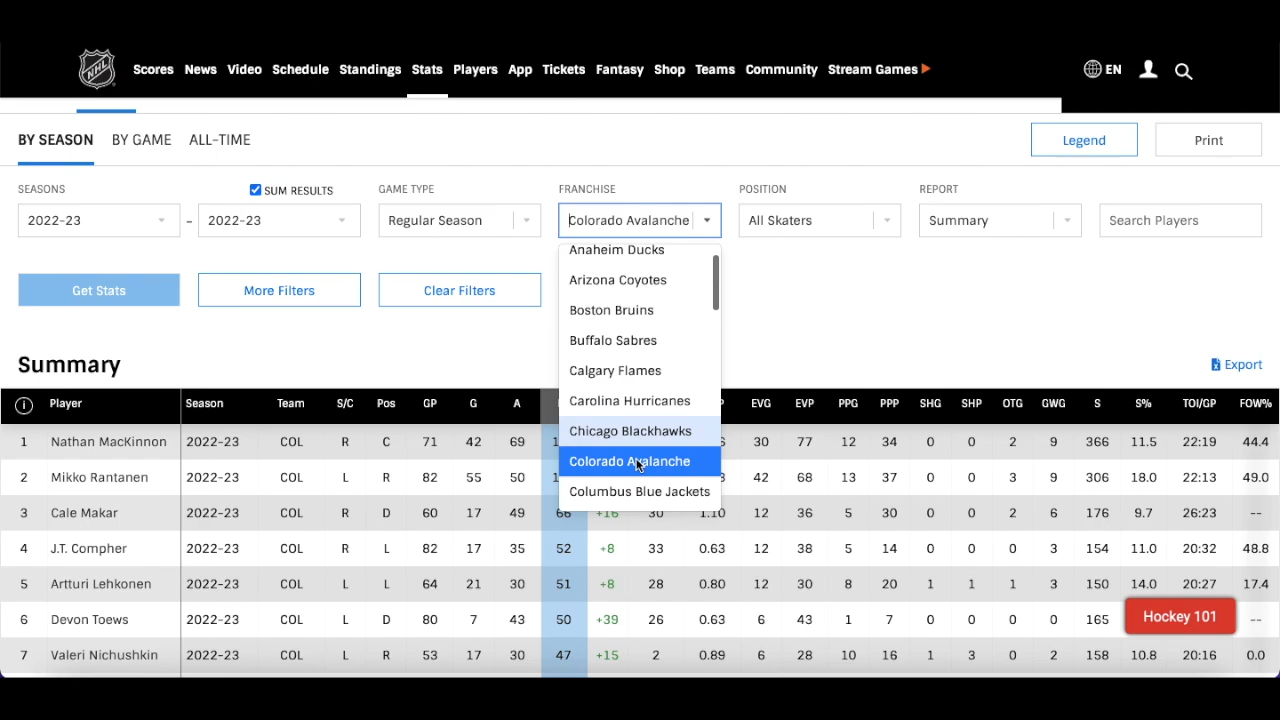 NHL
Scores News Video Schedule Standings Stats Players App Tickets Fantasy Shop Teams Community Stream Games EN
BY SEASON BY GAME ALL-TIME Legend Print
SEASONS SUM RESULTS GAME TYPE FRANCHISE POSITION REPORT
2022-23 – 2022-23 Regular Season Colorado Avalanche All Skaters Summary Search Players
Get Stats More Filters Clear Filters
Anaheim Ducks
Arizona Coyotes
Boston Bruins
Buffalo Sabres
Calgary Flames
Carolina Hurricanes
Chicago Blackhawks
Colorado Avalanche
Columbus Blue Jackets
Summary Export
i Player Season Team S/C Pos GP G A EVG EVP PPG PPP SHG SHP OTG GWG S S% TOI/GP FOW%
1 Nathan MacKinnon 2022-23 COL R C 71 42 69 30 77 12 34 0 0 2 9 366 11.5 22:19 44.4
2 Mikko Rantanen 2022-23 COL L R 82 55 50 42 68 13 37 0 0 3 9 306 18.0 22:13 49.0
3 Cale Makar 2022-23 COL R D 60 17 49 66 +16 30 1.10 12 36 5 30 0 0 2 6 176 9.7 26:23 --
4 J.T. Compher 2022-23 COL R L 82 17 35 52 +8 33 0.63 12 38 5 14 0 0 0 3 154 11.0 20:32 48.8
5 Artturi Lehkonen 2022-23 COL L L 64 21 30 51 +8 28 0.80 12 30 8 20 1 1 1 3 150 14.0 20:27 17.4
6 Devon Toews 2022-23 COL L D 80 7 43 50 +39 26 0.63 6 43 1 7 0 0 0 0 165 --
7 Valeri Nichushkin 2022-23 COL L R 53 17 30 47 +15 2 0.89 6 28 10 16 1 3 0 2 158 10.8 20:16 0.0
Hockey 101